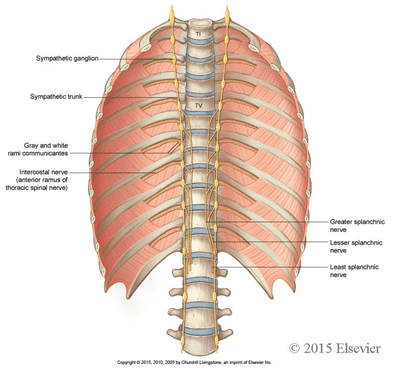 TI
Sympathetic ganglion
Sympathetic trunk
TV
Gray and white
rami communicantes
Intercostal nerve
(anterior ramus of
thoracic spinal nerve)
Greater splanchnic
nerve
Lesser splanchnic
nerve
Least splanchnic
nerve
© 2015 Elsevier
Copyright © 2015, 2010, 2005 by Churchill Livingstone, an imprint of Elsevier Inc.